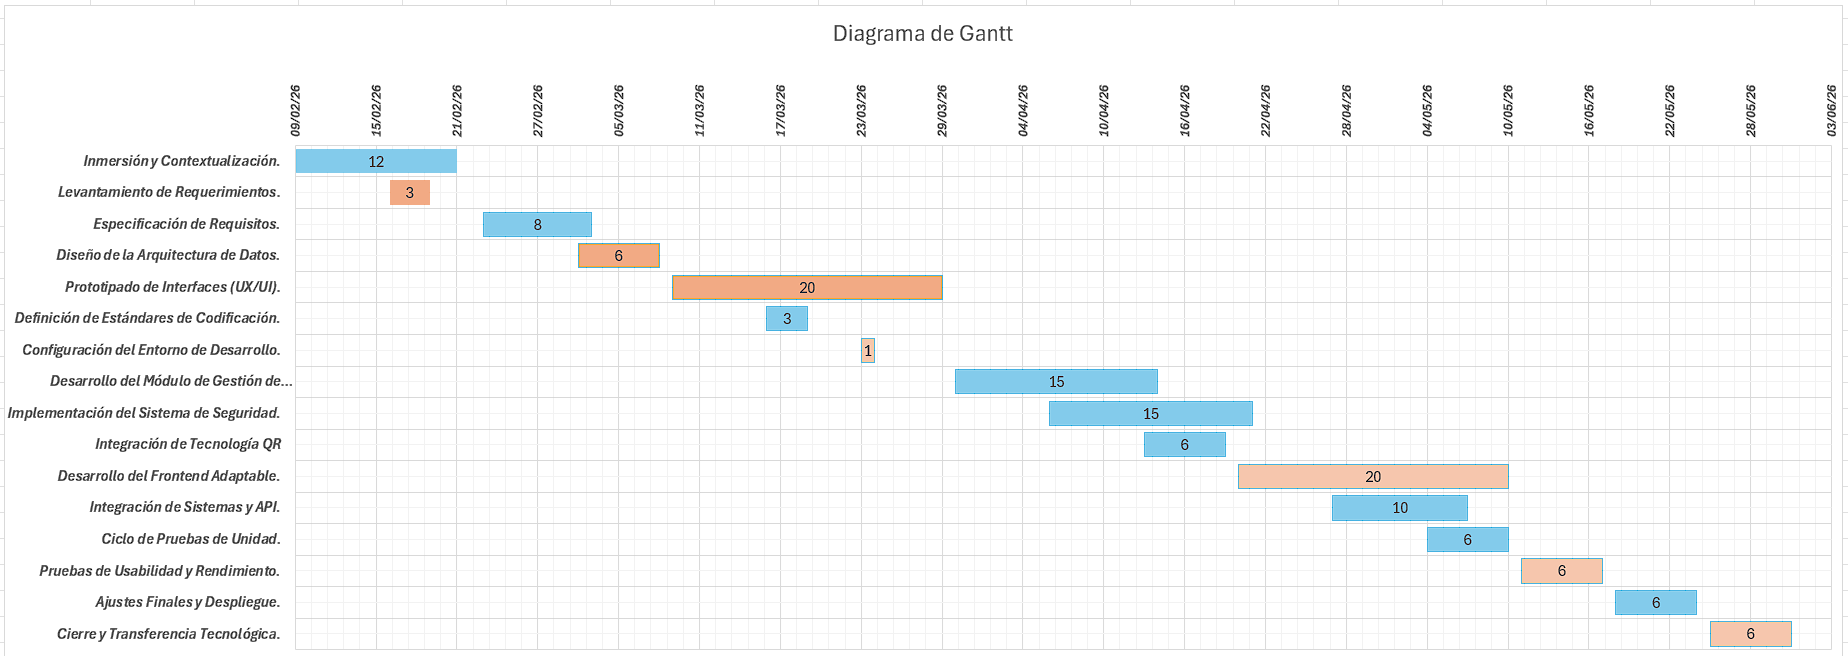 Diagrama de Gantt
09/02/26 15/02/26 21/02/26 27/02/26 05/03/26 11/03/26 17/03/26 23/03/26 29/03/26 04/04/26 10/04/26 16/04/26 22/04/26 28/04/26 04/05/26 10/05/26 16/05/26 22/05/26 28/05/26 03/06/26
Inmersión y Contextualización. 12
Levantamiento de Requerimientos. 3
Especificación de Requisitos. 8
Diseño de la Arquitectura de Datos. 6
Prototipado de Interfaces (UX/UI). 20
Definición de Estándares de Codificación. 3
Configuración del Entorno de Desarrollo. 1
Desarrollo del Módulo de Gestión de... 15
Implementación del Sistema de Seguridad. 15
Integración de Tecnología QR 6
Desarrollo del Frontend Adaptable. 20
Integración de Sistemas y API. 10
Ciclo de Pruebas de Unidad. 6
Pruebas de Usabilidad y Rendimiento. 6
Ajustes Finales y Despliegue. 6
Cierre y Transferencia Tecnológica. 6